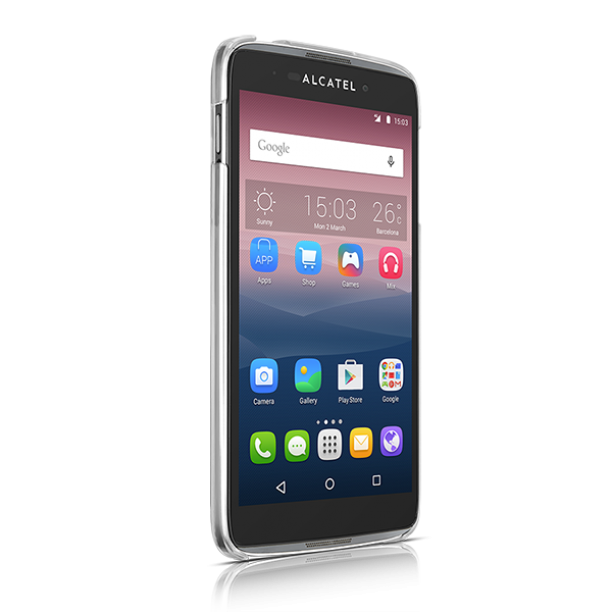 ALCATEL
15:03
Google
15:03 26°c
Sunny Mon 2 March Barcelona
APP
Apps Shop Games Mix
Camera Gallery Play Store Google